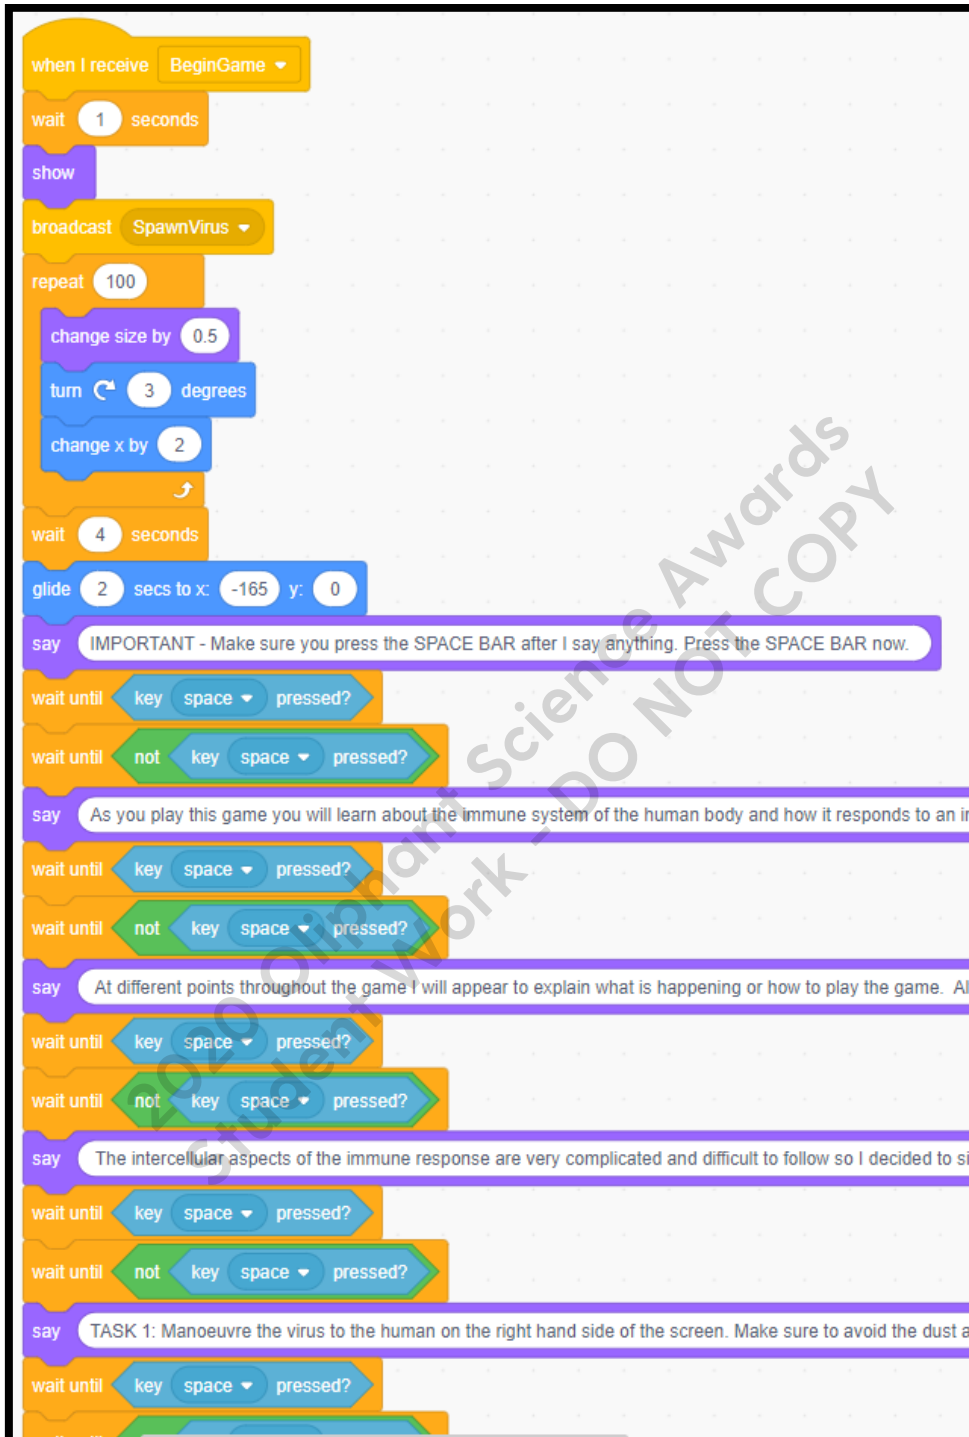 when I receive BeginGame
wait 1 seconds
show
broadcast SpawnVirus
repeat 100
change size by 0.5
turn 3 degrees
change x by 2
wait 4 seconds
glide 2 secs to x: -165 y: 0
say IMPORTANT - Make sure you press the SPACE BAR after I say anything. Press the SPACE BAR now.
wait until key space pressed?
wait until not key space pressed?
say As you play this game you will learn about the immune system of the human body and how it responds to an
wait until key space pressed?
wait until not key space pressed?
say At different points throughout the game I will appear to explain what is happening or how to play the game.
wait until key space pressed?
wait until not key space pressed?
say The intercellular aspects of the immune response are very complicated and difficult to follow so I decided to
wait until key space pressed?
wait until not key space pressed?
say TASK 1: Manoeuvre the virus to the human on the right hand side of the screen. Make sure to avoid the dust
wait until key space pressed?
2020 Oliphant Science Awards
Student Work - DO NOT COPY